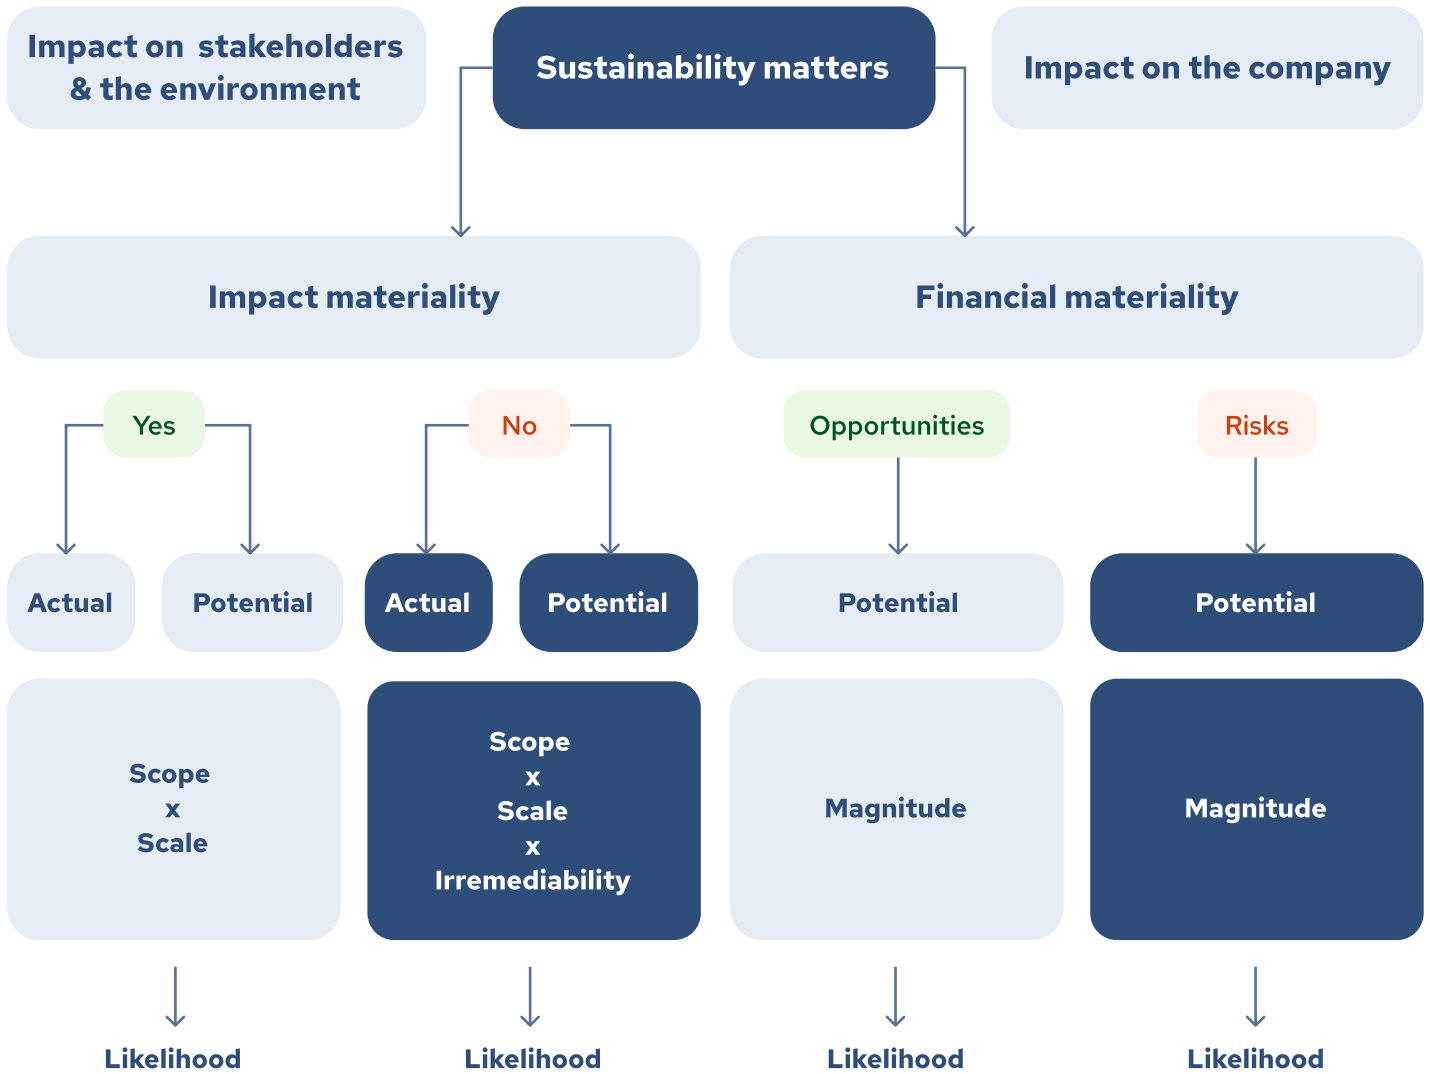 Impact on  stakeholders
& the environment
Sustainability matters
Impact on the company
Impact materiality
Financial materiality
Yes
No
Opportunities
Risks
Actual
Potential
Actual
Potential
Potential
Potential
Scope
x
Scale
Scope
x
Scale
x
Irremediability
Magnitude
Magnitude
Likelihood
Likelihood
Likelihood
Likelihood